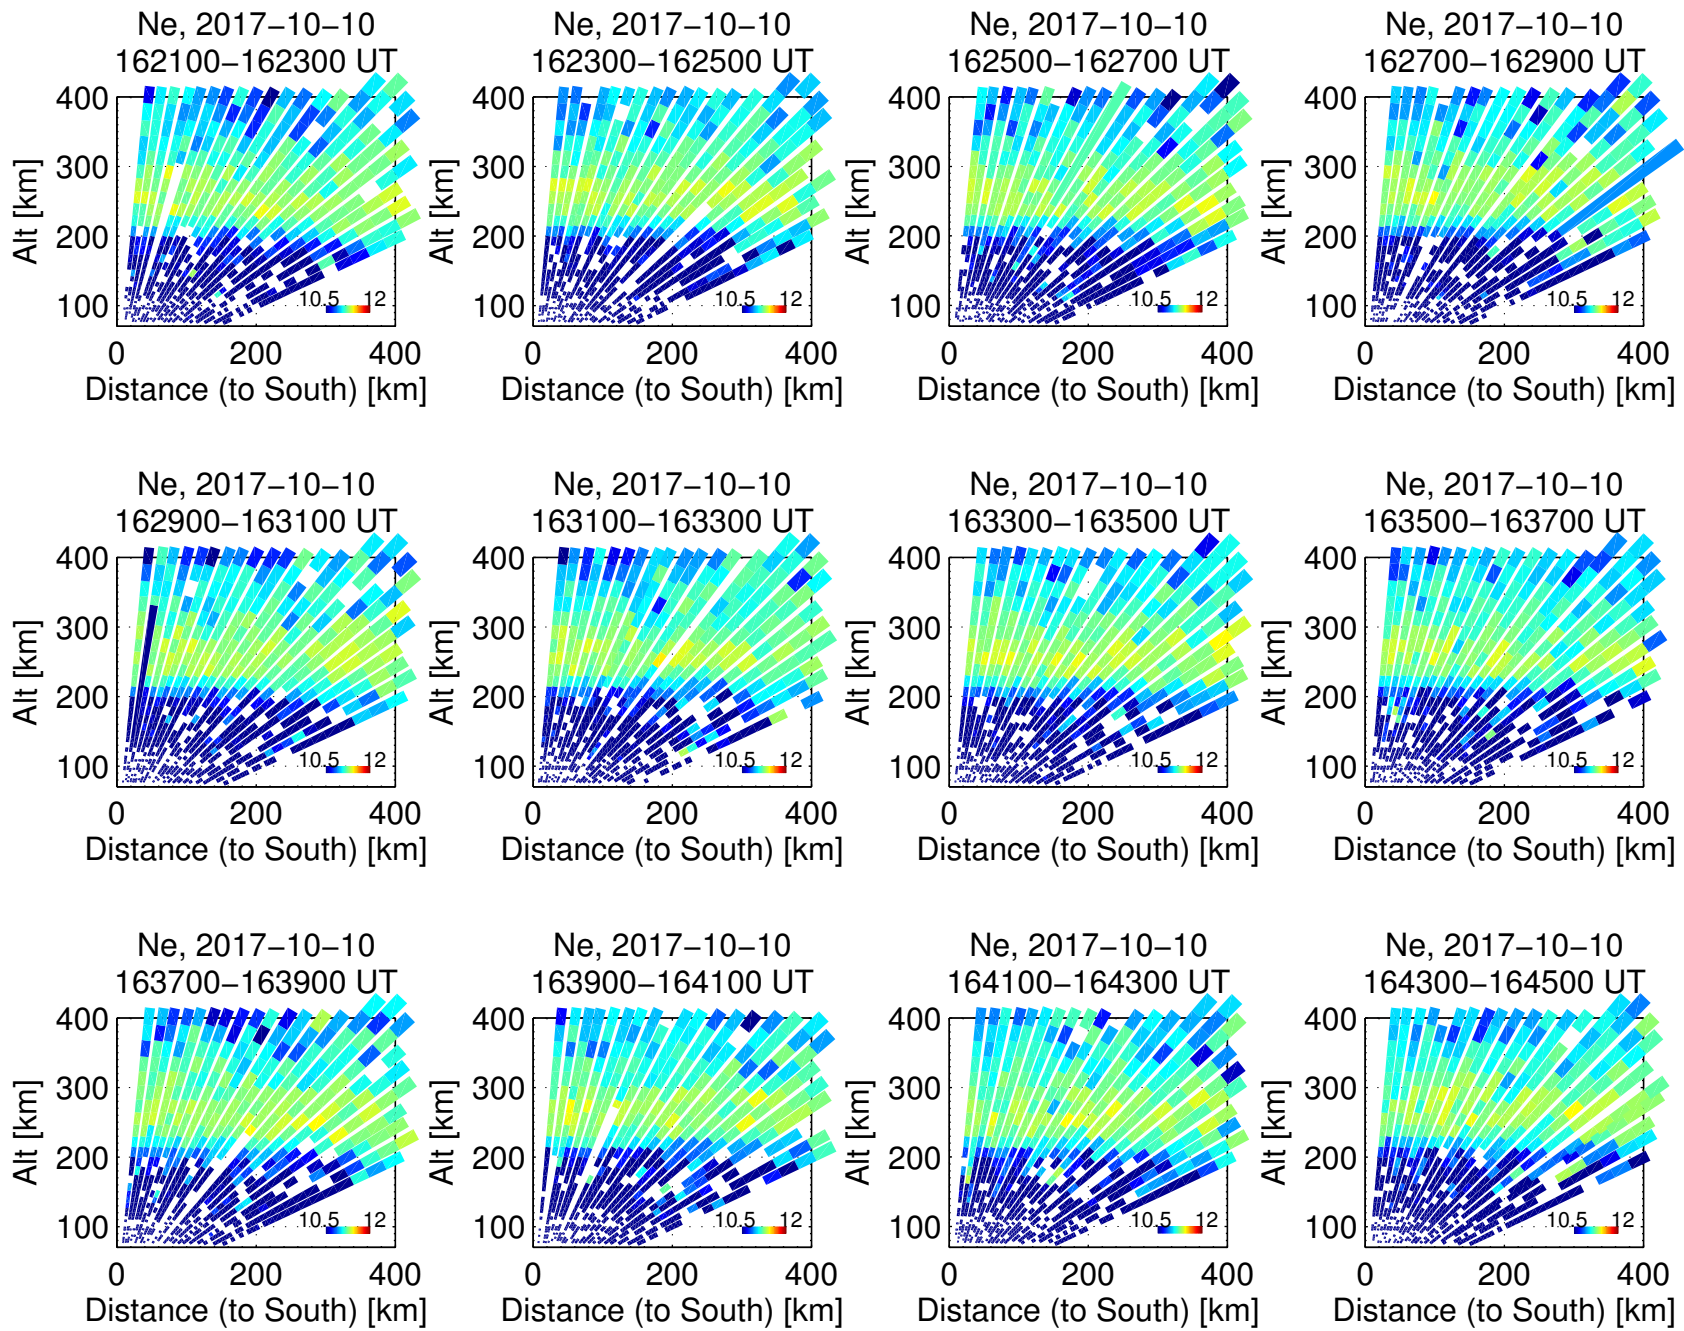 Ne, 2017−10−10
162100−162300 UT
400
300
200
100
Alt [km]
10.5 12
0 200 400
Distance (to South) [km]
Ne, 2017−10−10
162300−162500 UT
400
300
200
100
Alt [km]
10.5 12
0 200 400
Distance (to South) [km]
Ne, 2017−10−10
162500−162700 UT
400
300
200
100
Alt [km]
10.5 12
0 200 400
Distance (to South) [km]
Ne, 2017−10−10
162700−162900 UT
400
300
200
100
Alt [km]
10.5 12
0 200 400
Distance (to South) [km]
Ne, 2017−10−10
162900−163100 UT
400
300
200
100
Alt [km]
10.5 12
0 200 400
Distance (to South) [km]
Ne, 2017−10−10
163100−163300 UT
400
300
200
100
Alt [km]
10.5 12
0 200 400
Distance (to South) [km]
Ne, 2017−10−10
163300−163500 UT
400
300
200
100
Alt [km]
10.5 12
0 200 400
Distance (to South) [km]
Ne, 2017−10−10
163500−163700 UT
400
300
200
100
Alt [km]
10.5 12
0 200 400
Distance (to South) [km]
Ne, 2017−10−10
163700−163900 UT
400
300
200
100
Alt [km]
10.5 12
0 200 400
Distance (to South) [km]
Ne, 2017−10−10
163900−164100 UT
400
300
200
100
Alt [km]
10.5 12
0 200 400
Distance (to South) [km]
Ne, 2017−10−10
164100−164300 UT
400
300
200
100
Alt [km]
10.5 12
0 200 400
Distance (to South) [km]
Ne, 2017−10−10
164300−164500 UT
400
300
200
100
Alt [km]
10.5 12
0 200 400
Distance (to South) [km]